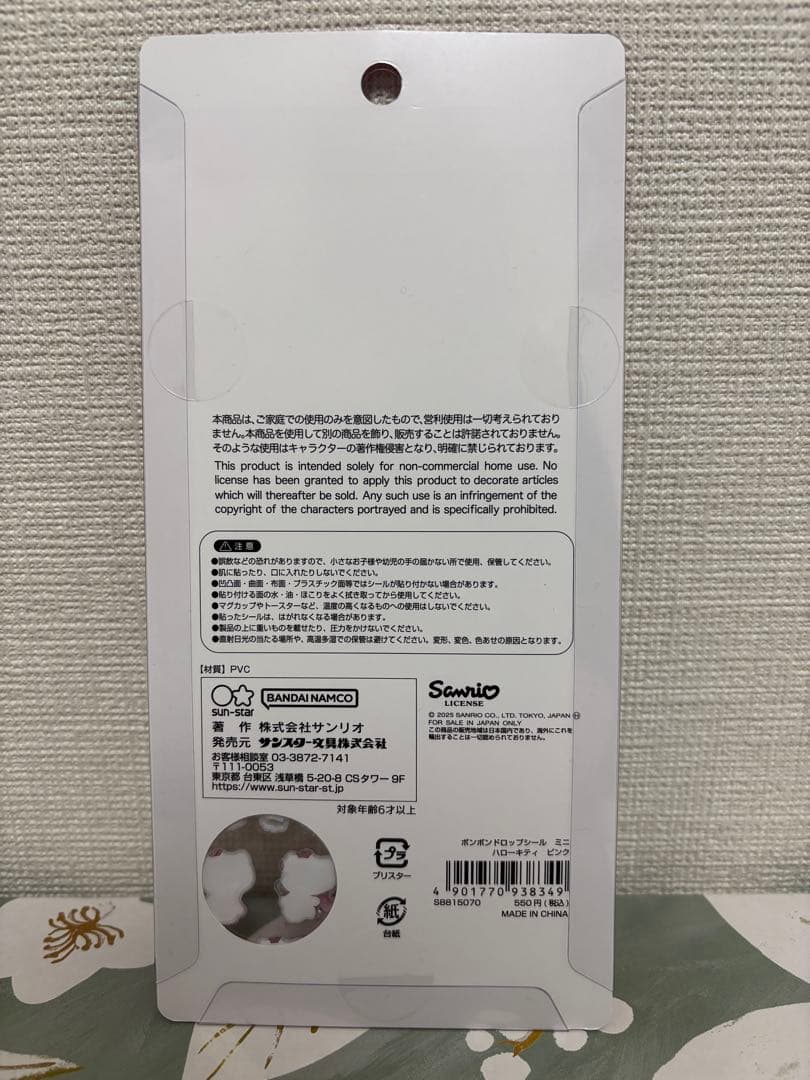 本商品は、ご家庭での使用のみを意図したもので、営利使用は一切考えられており
ません。本商品を使用して別の商品を飾り、販売することは許諾されておりません。
そのような使用はキャラクターの著作権侵害となり、明確に禁じられております。
This product is intended solely for non-commercial home use. No
license has been granted to apply this product to decorate articles
which will thereafter be sold. Any such use is an infringement of the
copyright of the characters portrayed and is specifically prohibited.
注意
●誤飲などの恐れがありますので、小さなお子様や幼児の手の届かない所で使用、保管してください。
●肌に貼ったり、口に入れたりしないでください。
●凹凸面・曲面・布面・プラスチック面等ではシールが貼り付かない場合があります。
●貼り付ける面の水・油・ほこりをよく拭き取ってから使用してください。
●マグカップやトースターなど、温度の高くなるものへの使用はしないでください。
●貼ったシールは、はがれなくなる場合があります。
●製品の上に重いものを載せたり、圧力をかけないでください。
●直射日光の当たる場所や、高温多湿での保管は避けてください。変形、変色、色あせの原因となります。
【材質】PVC
sun-star BANDAI NAMCO
著 作 株式会社サンリオ
発売元 サンスター文具株式会社
お客様相談室 03-3872-7141
〒111-0053
東京都 台東区 浅草橋 5-20-8 CSタワー 9F
https://www.sun-star-st.jp
Sanrio
LICENSE
© 2025 SANRIO CO., LTD. TOKYO, JAPAN Ⓗ
FOR SALE IN JAPAN ONLY
この商品の販売地域は日本国内であり、海外にこれを
輸出することは一切認められておりません。
対象年齢6才以上
プラ
ブリスター
紙
台紙
ボンボンドロップシール ミニ
ハローキティ ピンク
4 901770 938349
S8815070 550円(税込)
MADE IN CHINA